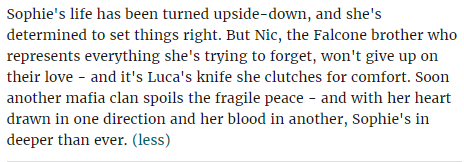 Sophie's life has been turned upside-down, and she's
determined to set things right. But Nic, the Falcone brother who
represents everything she's trying to forget, won't give up on
their love - and it's Luca's knife she clutches for comfort. Soon
another mafia clan spoils the fragile peace - and with her heart
drawn in one direction and her blood in another, Sophie's in
deeper than ever. (less)